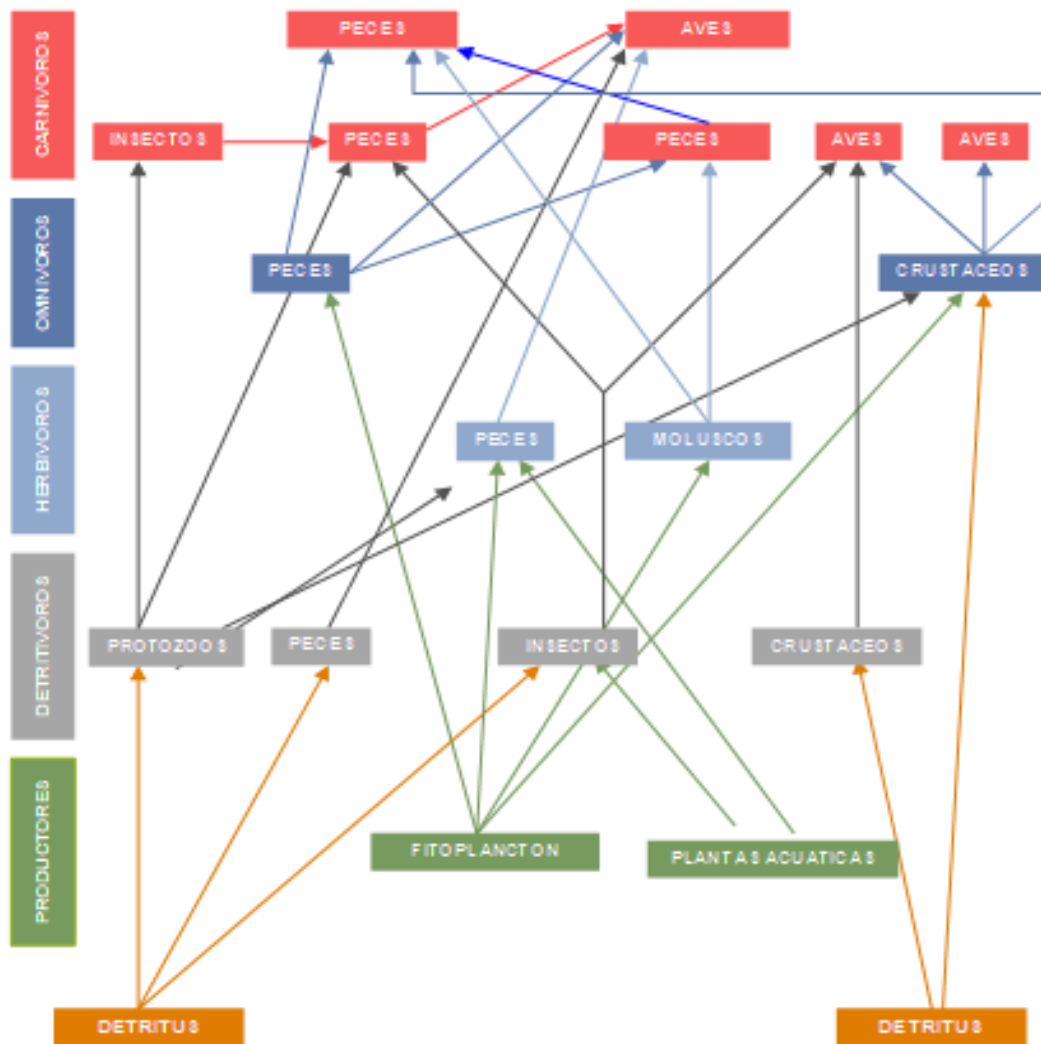 CARNIVOROS
PECES
AVES
INSECTOS
PECES
PECES
AVES
AVES
OMNIVOROS
PECES
CRUSTACEOS
HERBIVOROS
PECES
MOLUSCOS
DETRITIVOROS
PROTOZOOS
PECES
INSECTOS
CRUSTACEOS
PRODUCTORES
FITOPLANCTON
PLANTAS ACUATICAS
DETRITUS
DETRITUS